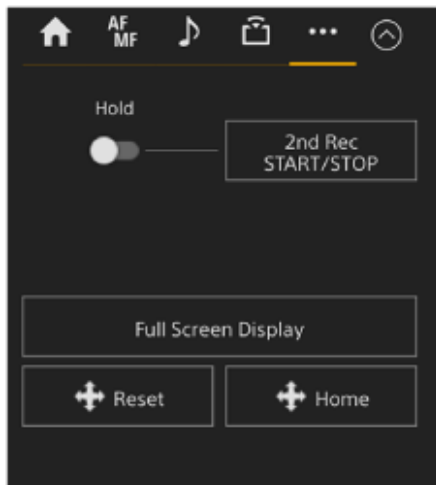 AF
MF
Hold
2nd Rec
START/STOP
Full Screen Display
Reset
Home